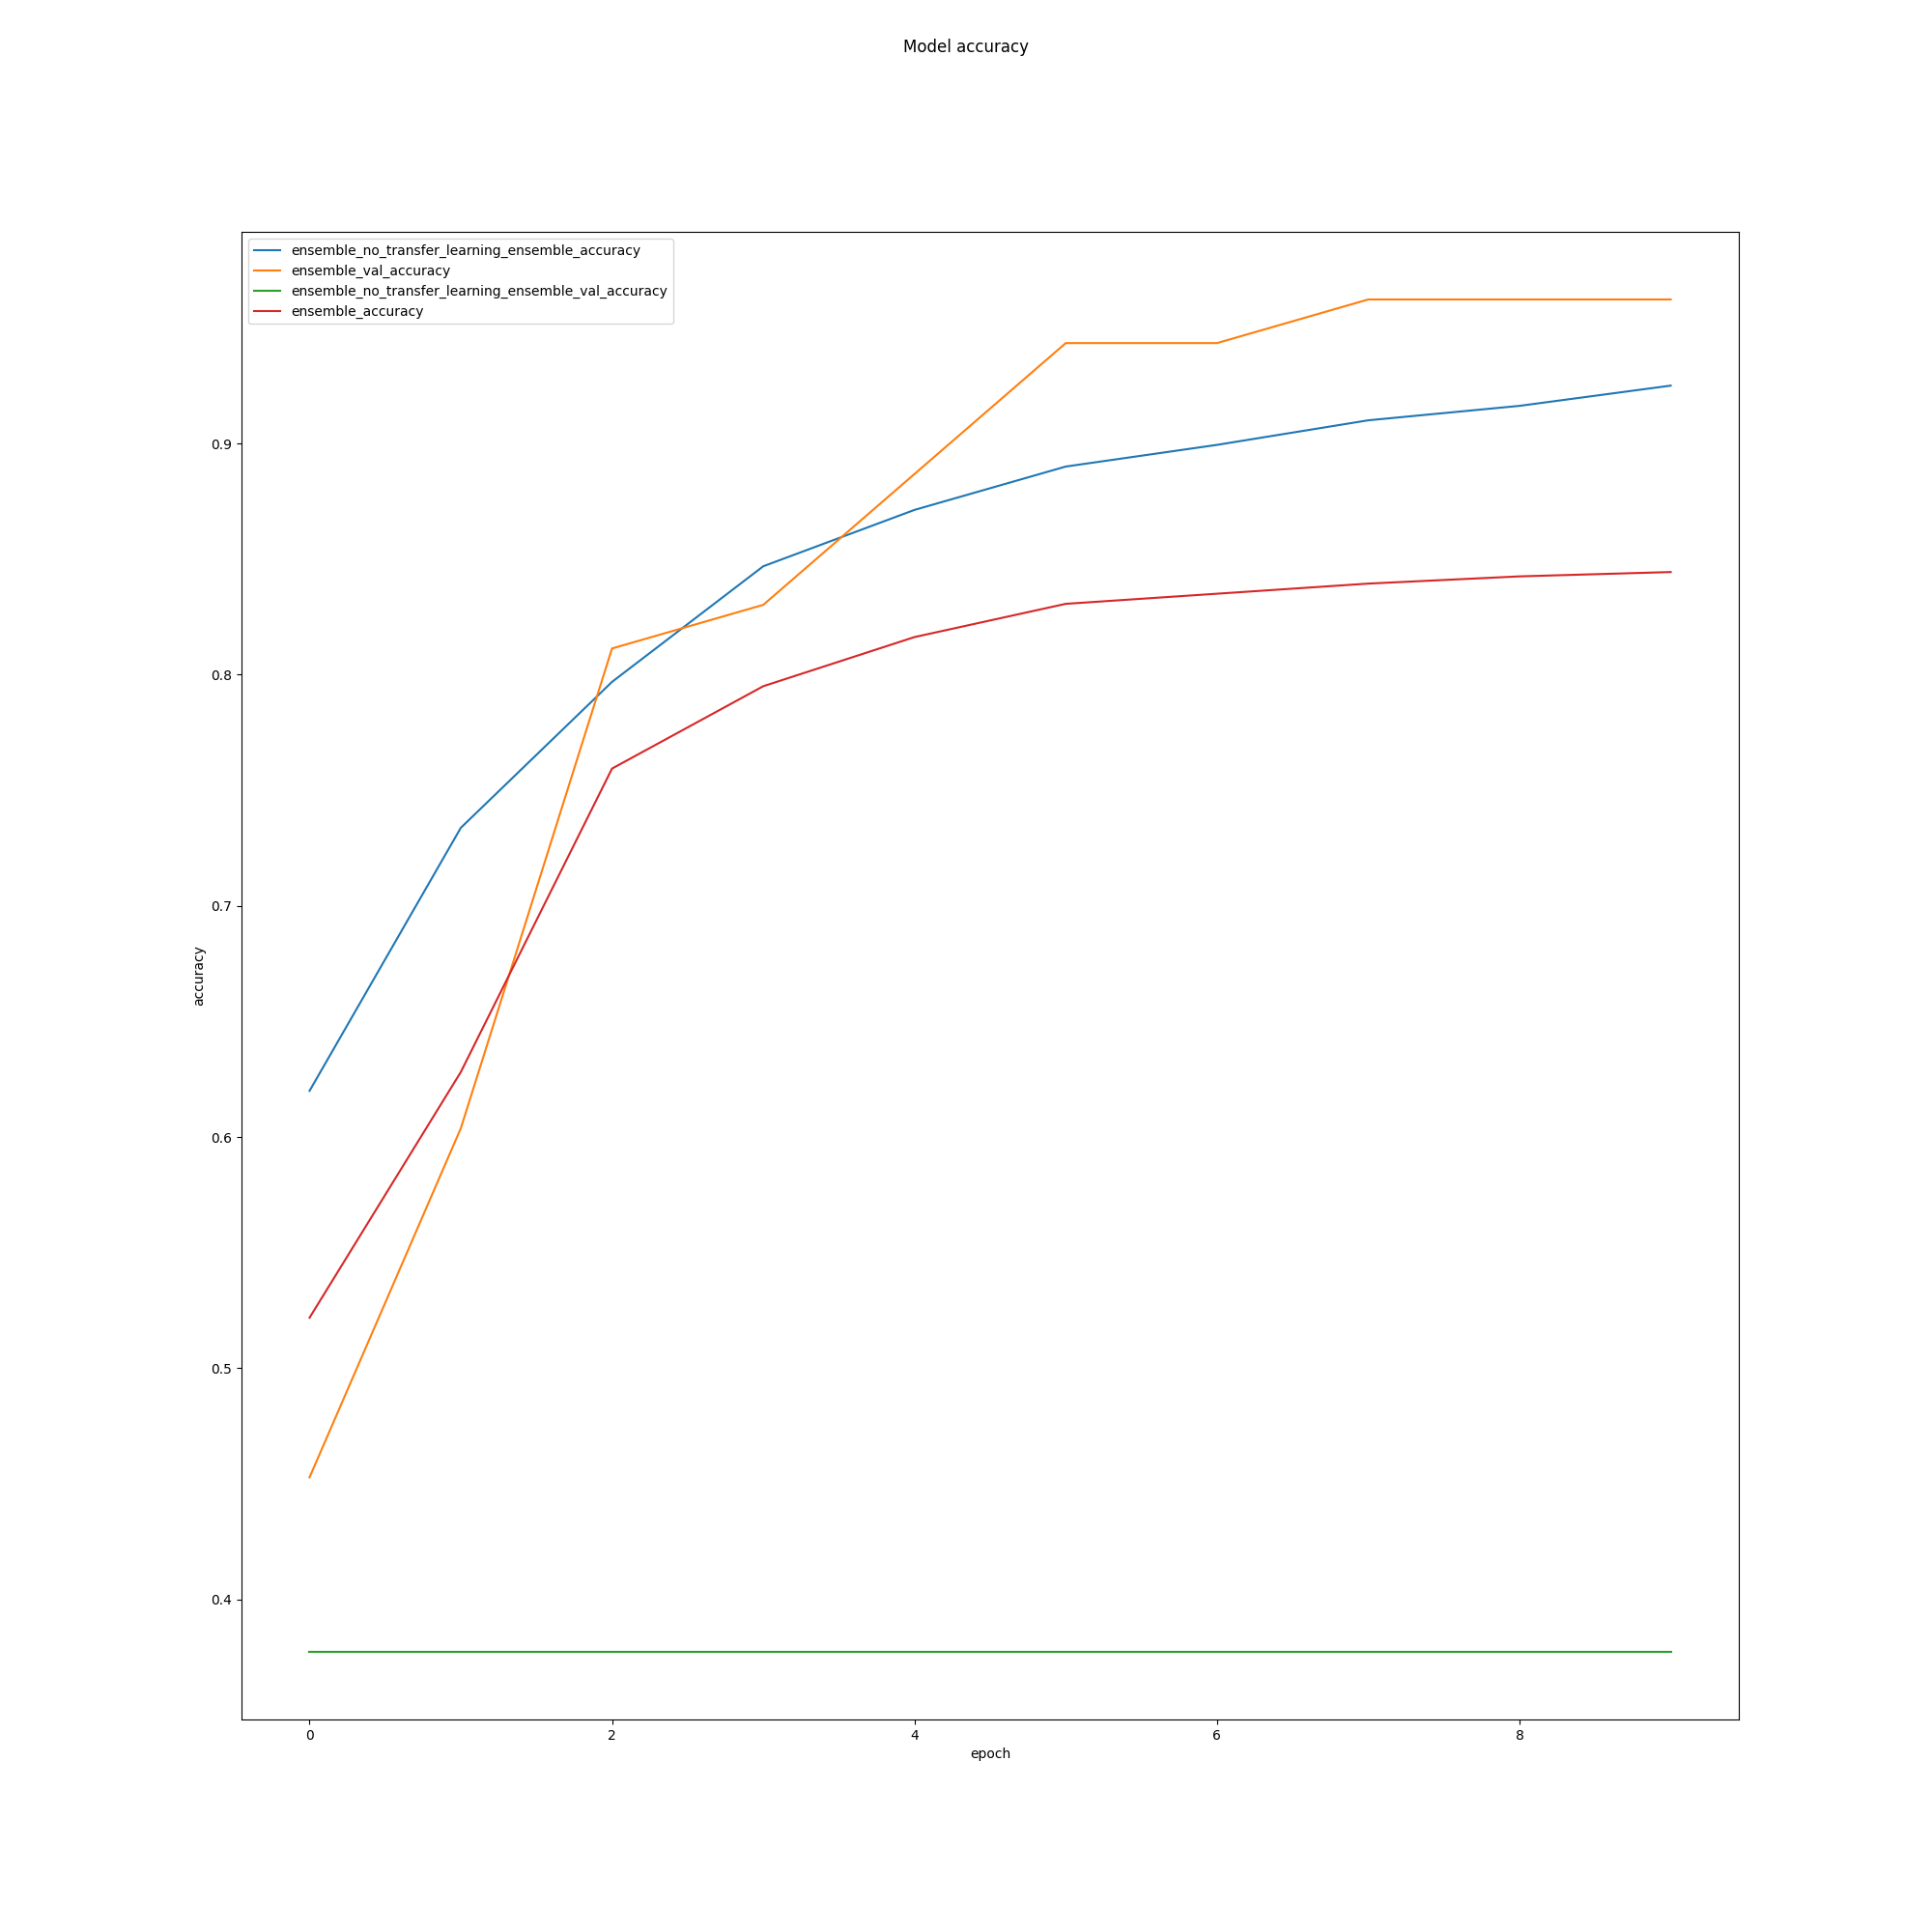 Model accuracy
ensemble_no_transfer_learning_ensemble_accuracy
ensemble_val_accuracy
ensemble_no_transfer_learning_ensemble_val_accuracy
ensemble_accuracy
0.9
0.8
0.7
accuracy
0.6
0.5
0.4
0 2 4 6 8
epoch